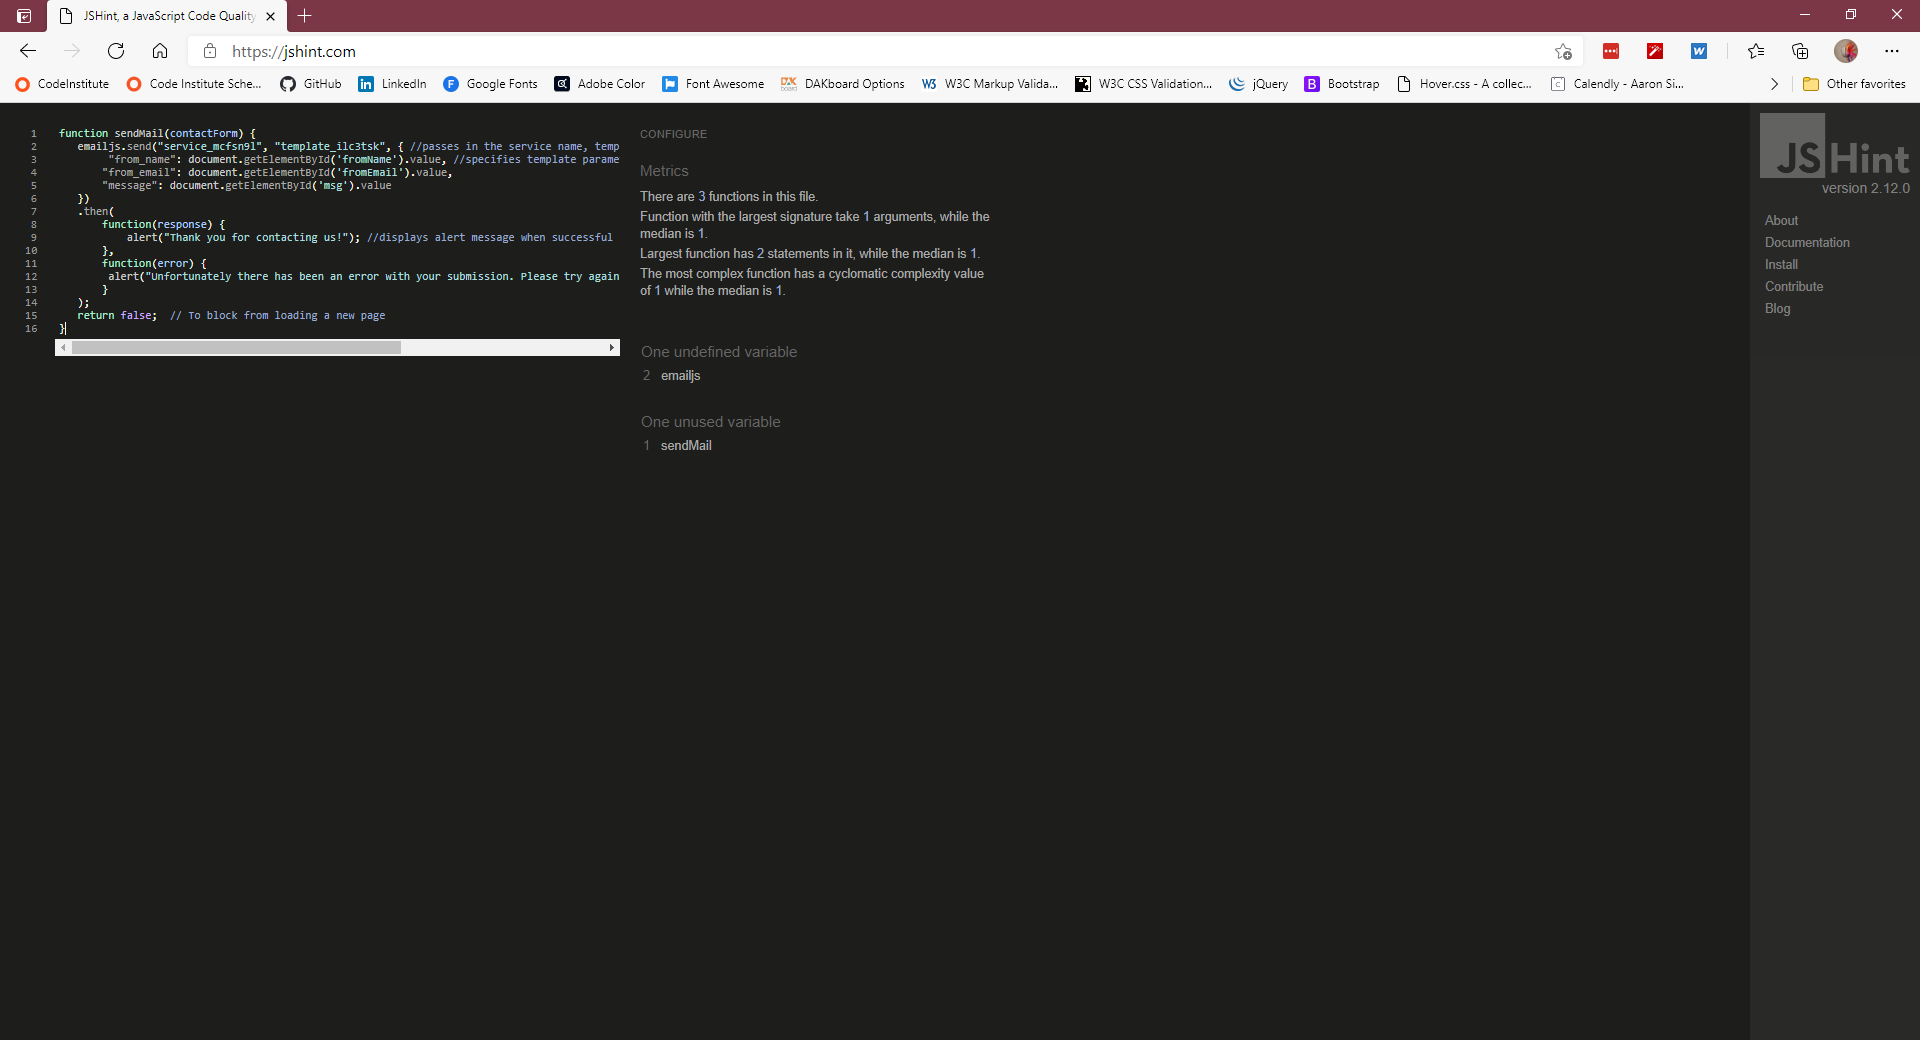 JSHint, a JavaScript Code Quality
https://jshint.com
CodeInstitute
Code Institute Sche...
GitHub
LinkedIn
Google Fonts
Adobe Color
Font Awesome
DAKboard Options
W3C Markup Valida...
W3C CSS Validation...
jQuery
Bootstrap
Hover.css - A collec...
Calendly - Aaron Si...
Other favorites
1 function sendMail(contactForm) {
2 emailjs.send("service_mcfsn9l", "template_ilc3tsk", { //passes in the service name, temp
3 "from_name": document.getElementById('fromName').value, //specifies template parame
4 "from_email": document.getElementById('fromEmail').value,
5 "message": document.getElementById('msg').value
6 })
7 .then(
8 function(response) {
9 alert("Thank you for contacting us!"); //displays alert message when successful
10 },
11 function(error) {
12 alert("Unfortunately there has been an error with your submission. Please try again
13 }
14 );
15 return false; // To block from loading a new page
16 }
CONFIGURE
Metrics
There are 3 functions in this file.
Function with the largest signature take 1 arguments, while the
median is 1.
Largest function has 2 statements in it, while the median is 1.
The most complex function has a cyclomatic complexity value
of 1 while the median is 1.
One undefined variable
2 emailjs
One unused variable
1 sendMail
JSHint
version 2.12.0
About
Documentation
Install
Contribute
Blog